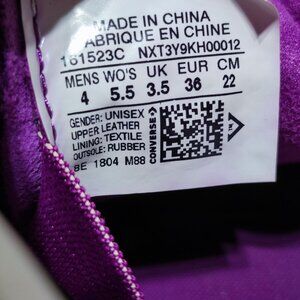 MADE IN CHINA
FABRIQUE EN CHINE
161523C NXT3Y9KH00012
MENS WO'S UK EUR CM
4 5.5 3.5 36 22
GENDER: UNISEX
UPPER:LEATHER
LINING: TEXTILE
OUTSOLE: RUBBER
BE 1804 M88
CONVERSE